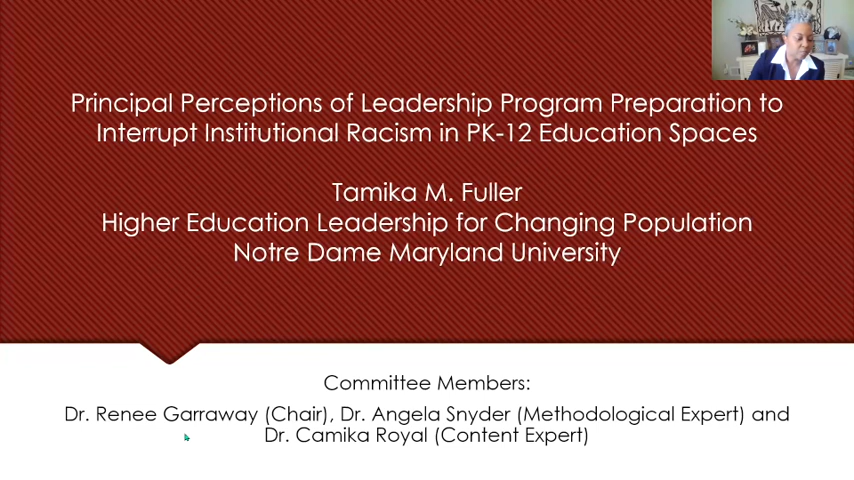 Principal Perceptions of Leadership Program Preparation to
Interrupt Institutional Racism in PK-12 Education Spaces
Tamika M. Fuller
Higher Education Leadership for Changing Population
Notre Dame Maryland University
Committee Members:
Dr. Renee Garraway (Chair), Dr. Angela Snyder (Methodological Expert) and
Dr. Camika Royal (Content Expert)